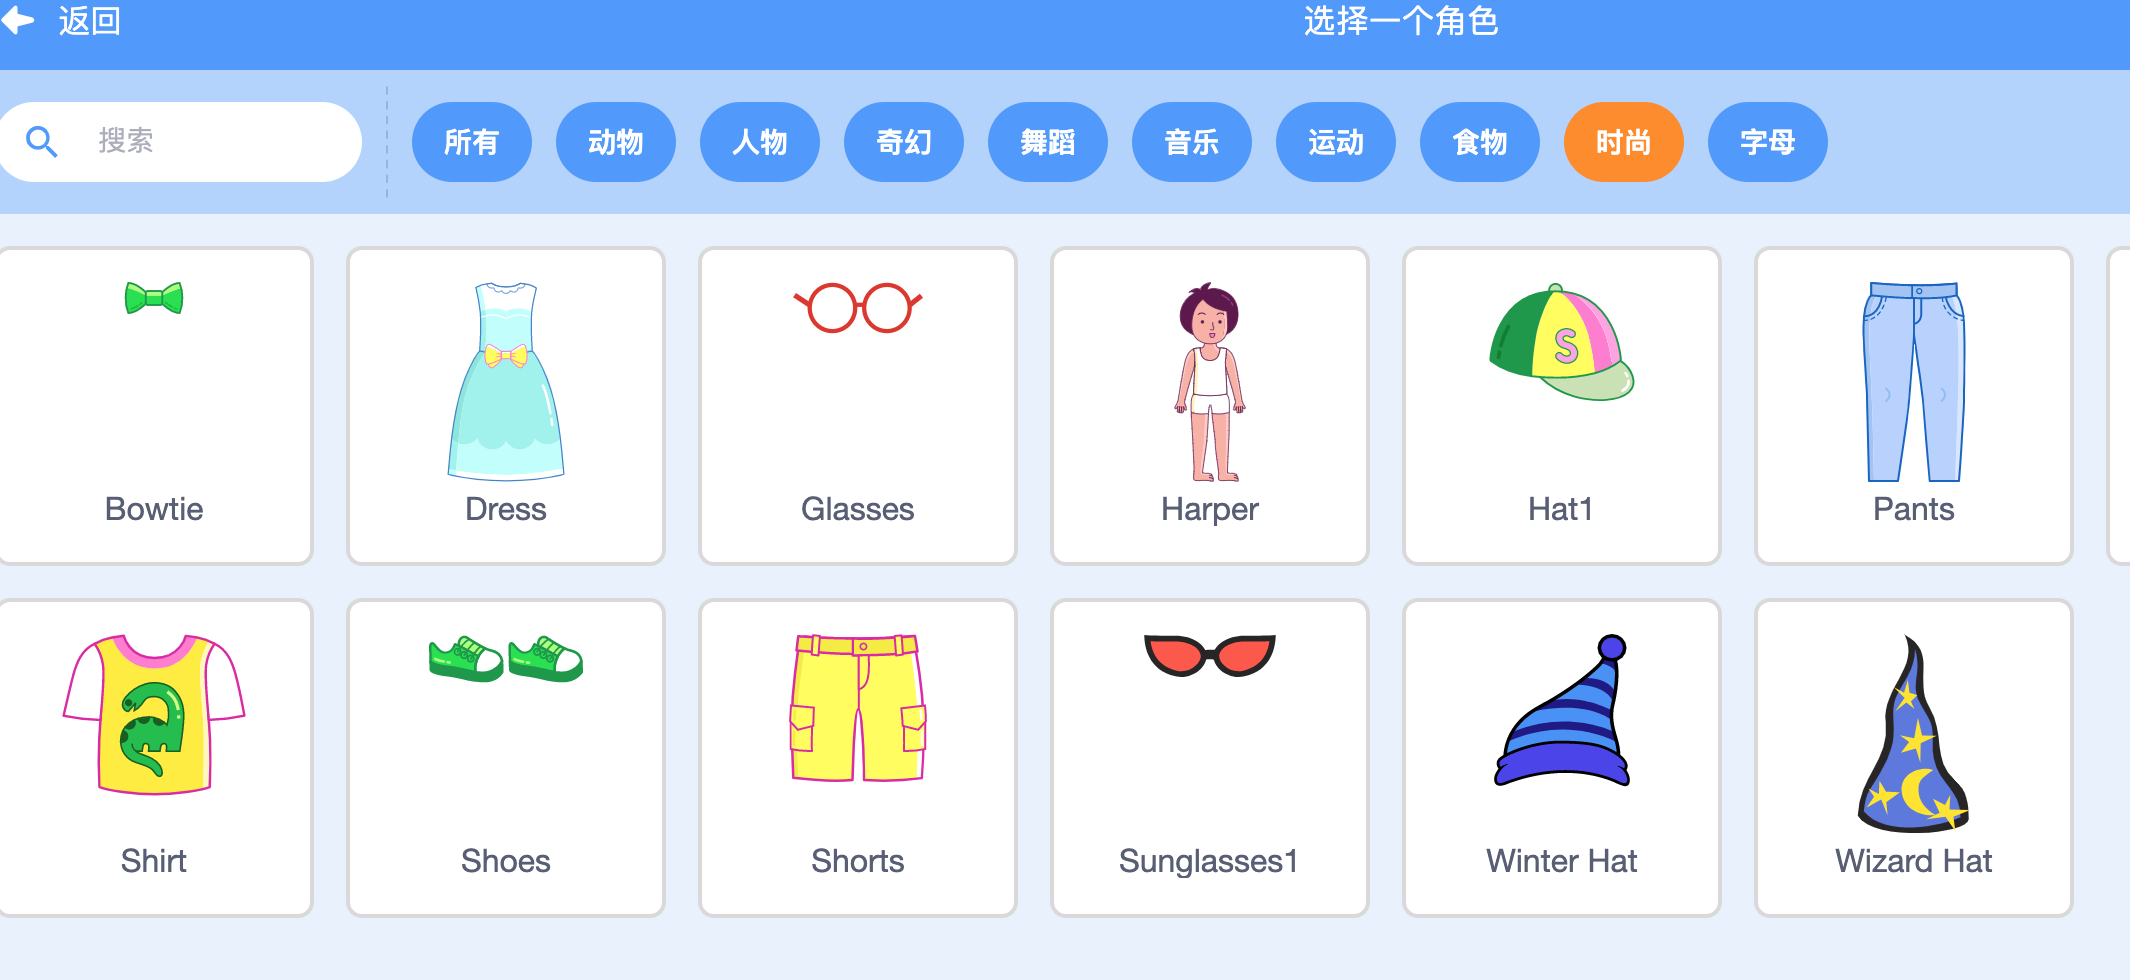 返回
选择一个角色
搜索
所有 动物 人物 奇幻 舞蹈 音乐 运动 食物 时尚 字母
Bowtie Dress Glasses Harper Hat1 Pants
S
Shirt Shoes Shorts Sunglasses1 Winter Hat Wizard Hat